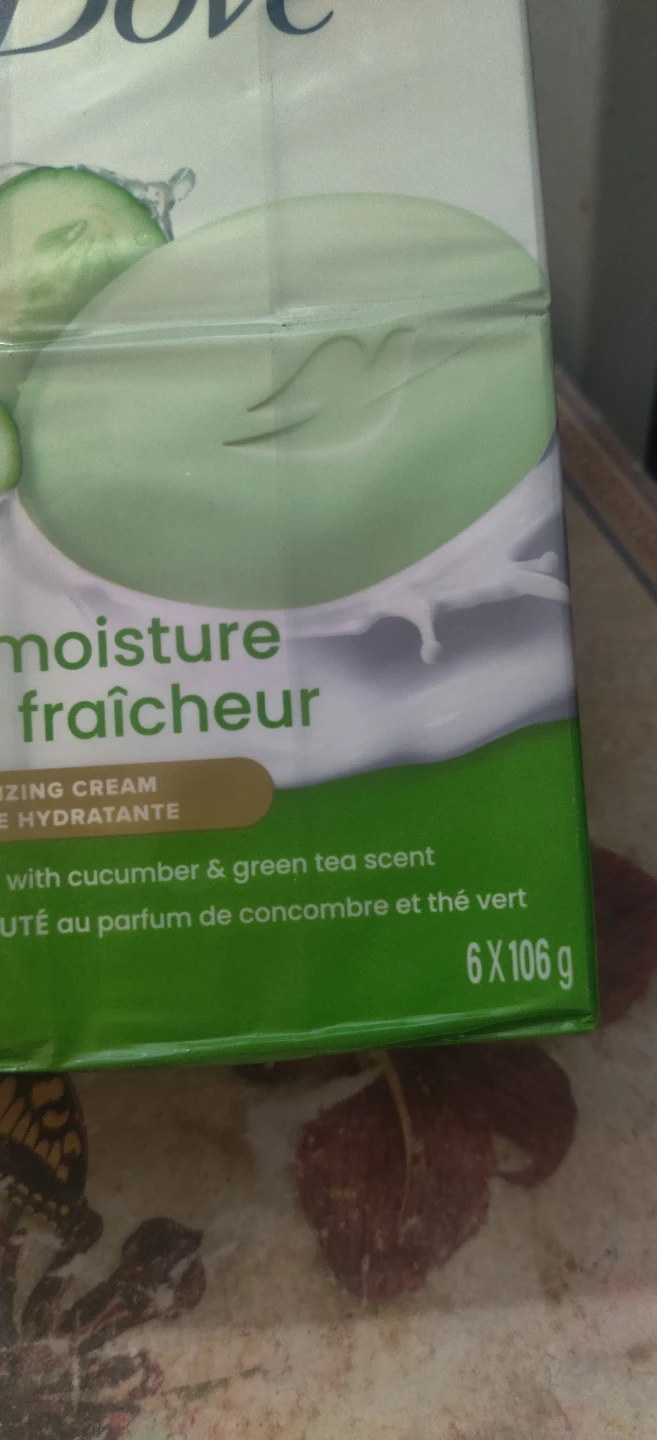 Dove
moisture
fraîcheur
IZING CREAM
E HYDRATANTE
with cucumber & green tea scent
UTÉ au parfum de concombre et thé vert
6 X 106 g